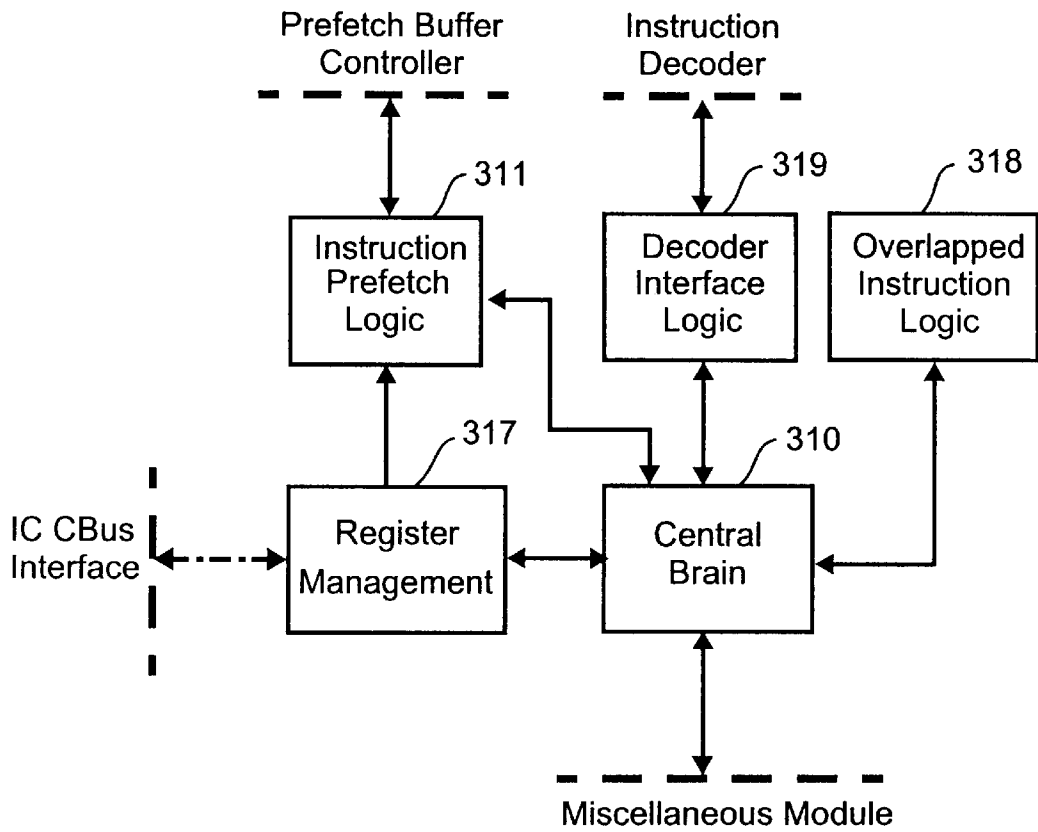 Prefetch Buffer
Controller
Instruction
Decoder
311
319
318
Instruction
Prefetch
Logic
Decoder
Interface
Logic
Overlapped
Instruction
Logic
317
310
IC CBus
Interface
Register
Management
Central
Brain
Miscellaneous Module